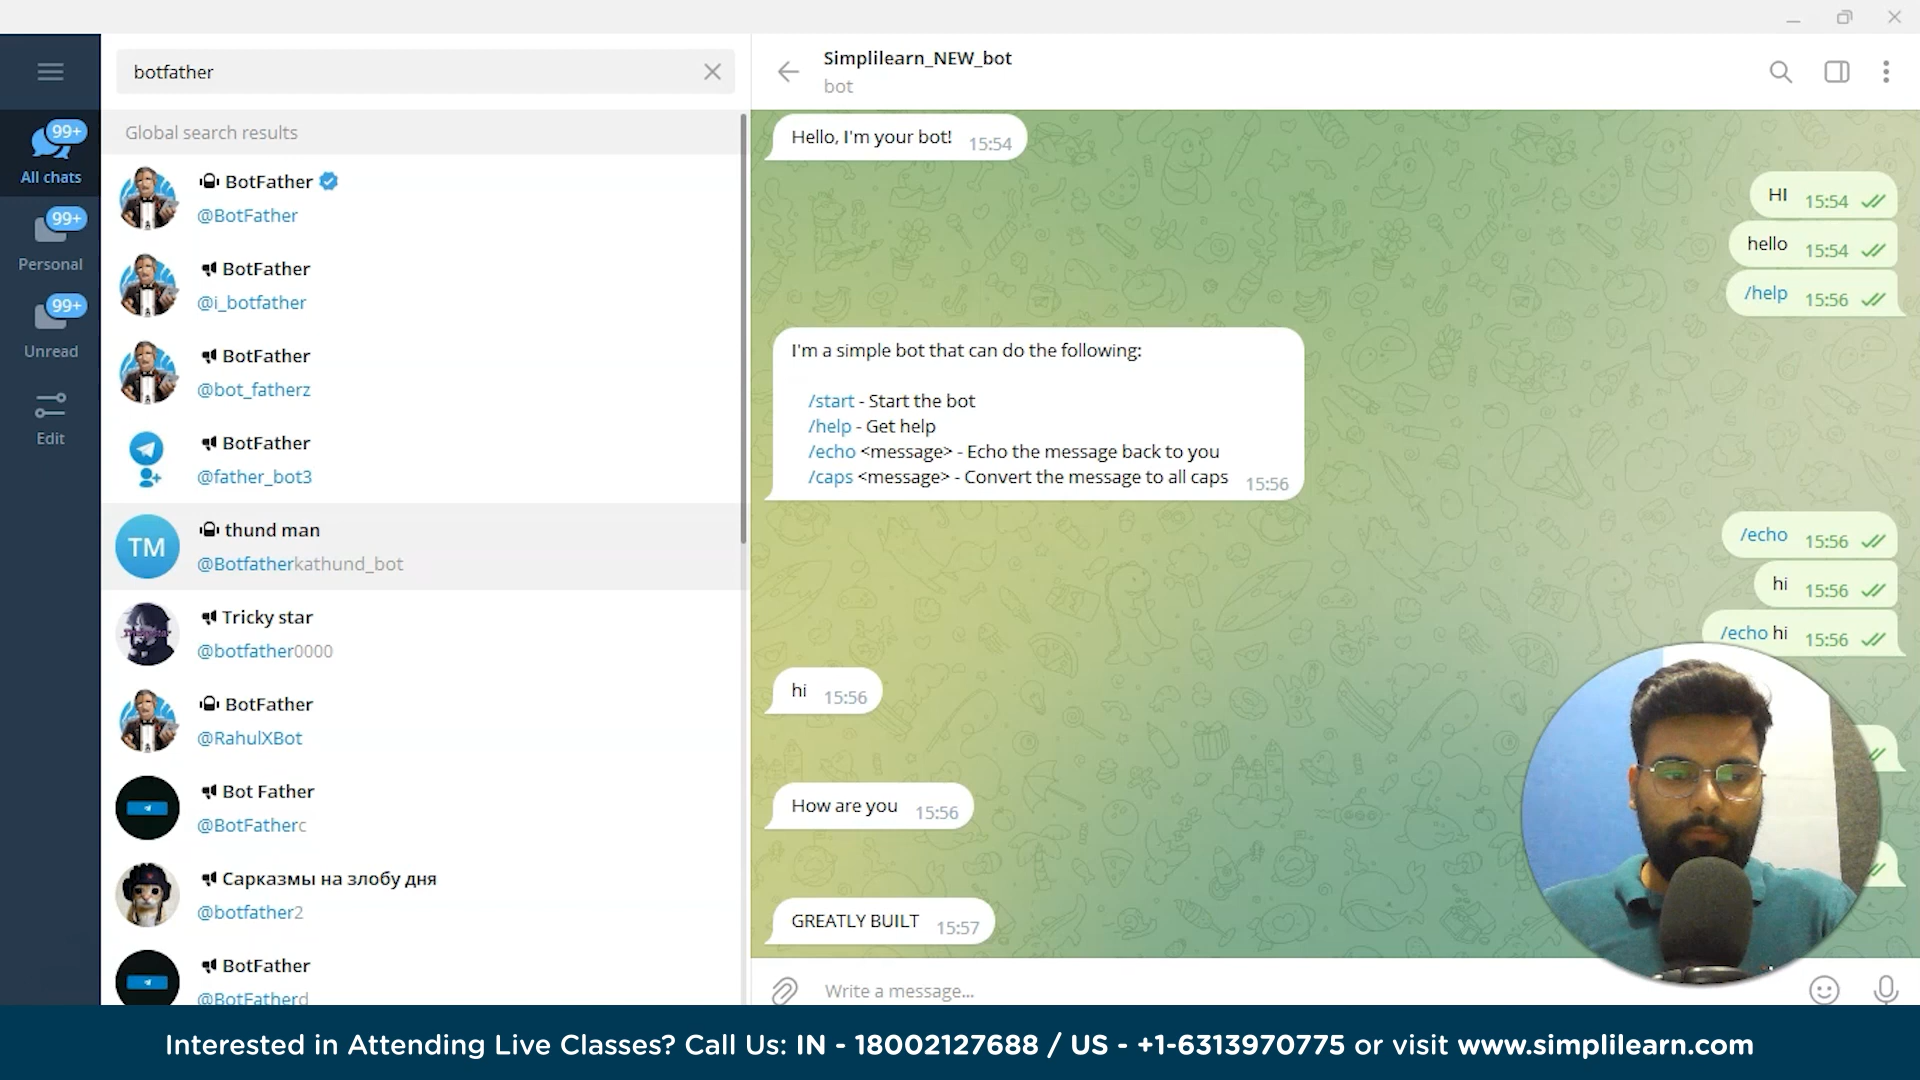 botfather
Global search results
99+
All chats
99+
Personal
99+
Unread
Edit
BotFather
@BotFather
BotFather
@i_botfather
BotFather
@bot_fatherz
BotFather
@father_bot3
TM
thund man
@Botfatherkathund_bot
Tricky star
@botfather0000
BotFather
@RahulXBot
Bot Father
@BotFatherc
Сарказмы на злобу дня
@botfather2
BotFather
@BotFatherd
Simplilearn_NEW_bot
bot
Hello, I'm your bot! 15:54
HI 15:54
hello 15:54
/help 15:56
I'm a simple bot that can do the following:
/start - Start the bot
/help - Get help
/echo <message> - Echo the message back to you
/caps <message> - Convert the message to all caps 15:56
/echo 15:56
hi 15:56
/echo hi 15:56
hi 15:56
How are you 15:56
GREATLY BUILT 15:57
Write a message...
Interested in Attending Live Classes? Call Us: IN - 18002127688 / US - +1-6313970775 or visit www.simplilearn.com